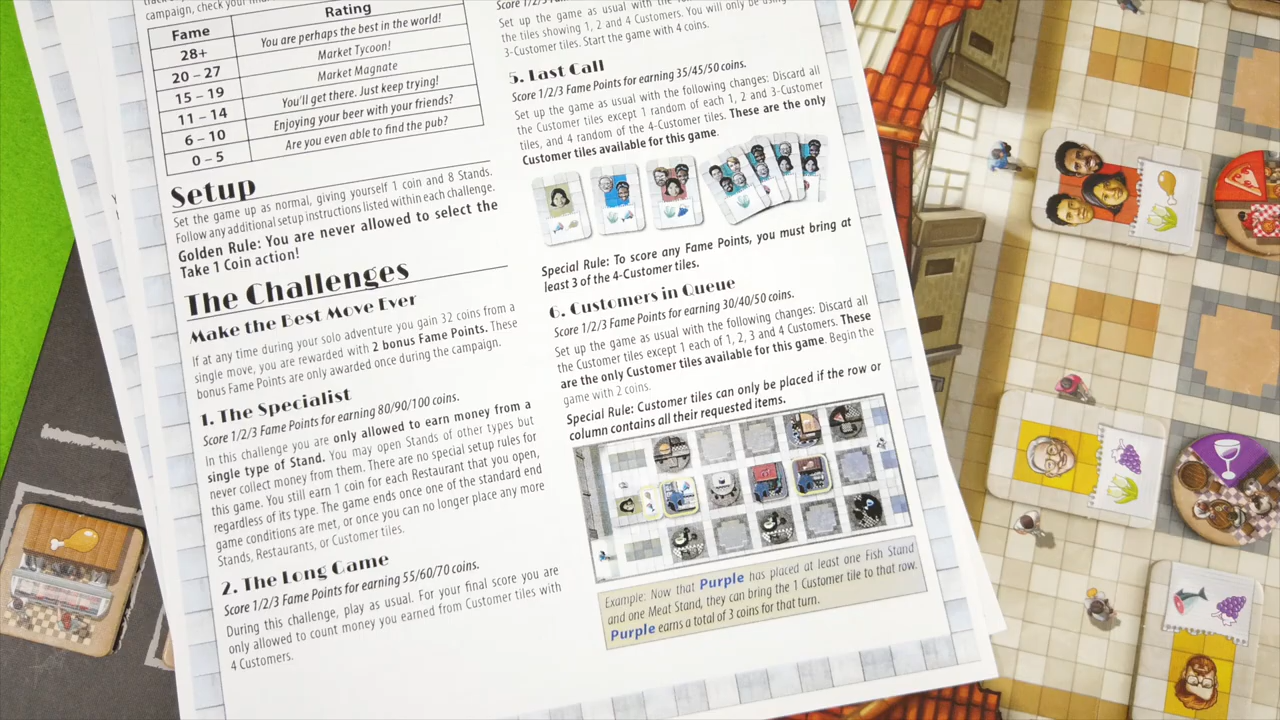 campaign, check your
Rating
Fame
You are perhaps the best in the world!
28+
Market Tycoon!
20 – 27
Market Magnate
15 – 19
You'll get there. Just keep trying!
11 – 14
Enjoying your beer with your friends?
6 – 10
Are you even able to find the pub?
0 – 5
Setup
Set the game up as normal, giving yourself 1 coin and 8 Stands.
Follow any additional setup instructions listed within each challenge.
Golden Rule: You are never allowed to select the
Take 1 Coin action!
The Challenges
Make the Best Move Ever
If at any time during your solo adventure you gain 32 coins from a
single move, you are rewarded with 2 bonus Fame Points. These
bonus Fame Points are only awarded once during the campaign.
1. The Specialist
Score 1/2/3 Fame Points for earning 80/90/100 coins.
In this challenge you are only allowed to earn money from a
single type of Stand. You may open Stands of other types but
never collect money from them. There are no special setup rules for
this game. You still earn 1 coin for each Restaurant that you open,
regardless of its type. The game ends once one of the standard end
game conditions are met, or once you can no longer place any more
Stands, Restaurants, or Customer tiles.
2. The Long Game
Score 1/2/3 Fame Points for earning 55/60/70 coins.
During this challenge, play as usual. For your final score you are
only allowed to count money you earned from Customer tiles with
4 Customers.
Set up the game as usual with the following changes: Discard all
the tiles showing 1, 2 and 4 Customers. You will only be using
3-Customer tiles. Start the game with 4 coins.
5. Last Call
Score 1/2/3 Fame Points for earning 35/45/50 coins.
Set up the game as usual with the following changes: Discard all
the Customer tiles except 1 random of each 1, 2 and 3-Customer
tiles, and 4 random of the 4-Customer tiles. These are the only
Customer tiles available for this game.
Special Rule: To score any Fame Points, you must bring at
least 3 of the 4-Customer tiles.
6. Customers in Queue
Score 1/2/3 Fame Points for earning 30/40/50 coins.
Set up the game as usual with the following changes: Discard all
the Customer tiles except 1 each of 1, 2, 3 and 4 Customers. These
are the only Customer tiles available for this game. Begin the
game with 2 coins.
Special Rule: Customer tiles can only be placed if the row or
column contains all their requested items.
Example: Now that Purple has placed at least one Fish Stand
and one Meat Stand, they can bring the 1 Customer tile to that row.
Purple earns a total of 3 coins for that turn.